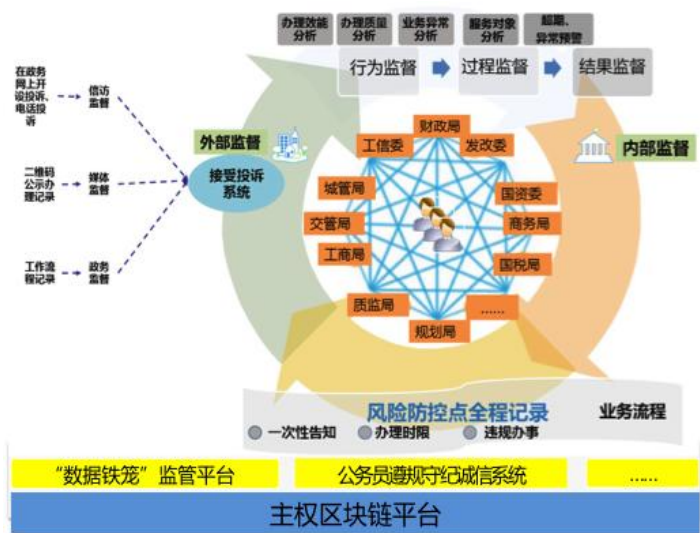 办理效能
分析
办理质量
分析
业务异常
分析
服务对象
分析
超期、
异常预警
行为监督
过程监督
结果监督
在政务
网上开
设投诉、
电话投
诉
信访
监督
二维码
公示办
理记录
媒体
监督
工作流
程记录
政务
监督
外部监督
接受投诉
系统
内部监督
财政局
工信委
发改委
城管局
国资委
交管局
商务局
工商局
国税局
质监局
……
规划局
风险防控点全程记录
业务流程
一次性告知
办理时限
违规办事
“数据铁笼”监管平台
公务员遵规守纪诚信系统
……
主权区块链平台